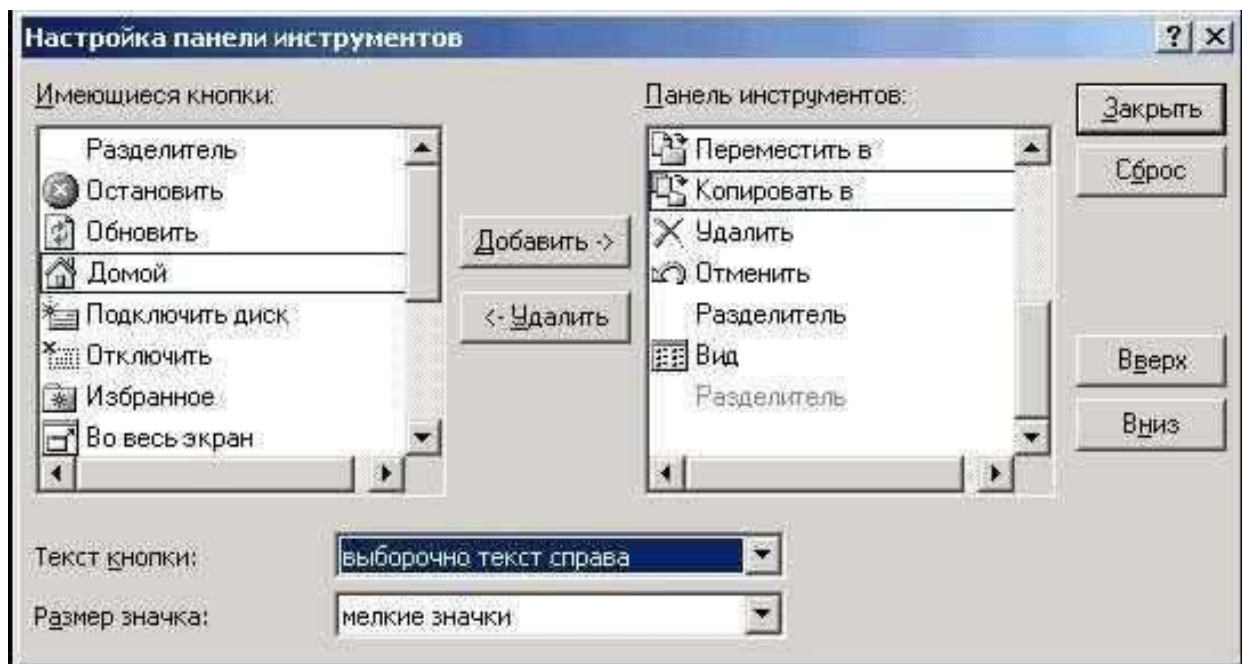 Настройка панели инструментов
Имеющиеся кнопки:
Разделитель
Остановить
Обновить
Домой
Подключить диск
Отключить
Избранное
Во весь экран
Добавить ->
<- Удалить
Панель инструментов:
Переместить в
Копировать в
Удалить
Отменить
Разделитель
Вид
Разделитель
Закрыть
Сброс
Вверх
Вниз
Текст кнопки:
выборочно текст справа
Размер значка:
мелкие значки